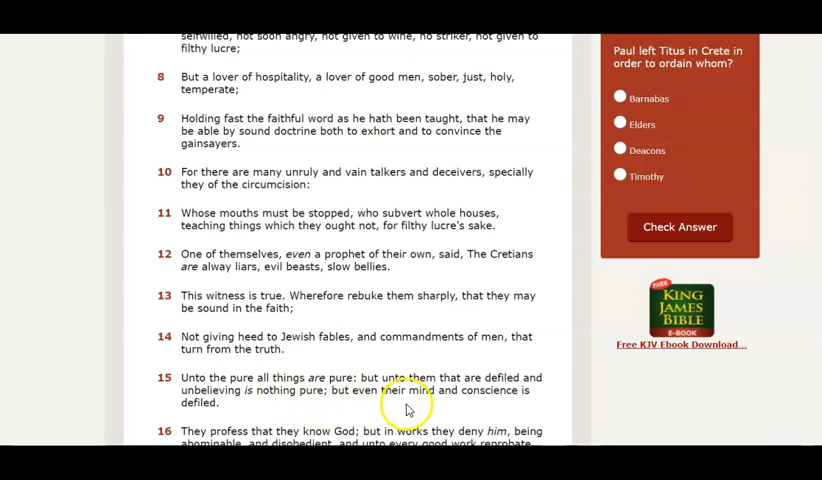 selfwilled, not soon angry, not given to wine, no striker, not given to
filthy lucre;
8 But a lover of hospitality, a lover of good men, sober, just, holy,
temperate;
9 Holding fast the faithful word as he hath been taught, that he may
be able by sound doctrine both to exhort and to convince the
gainsayers.
10 For there are many unruly and vain talkers and deceivers, specially
they of the circumcision:
11 Whose mouths must be stopped, who subvert whole houses,
teaching things which they ought not, for filthy lucre's sake.
12 One of themselves, even a prophet of their own, said, The Cretians
are alway liars, evil beasts, slow bellies.
13 This witness is true. Wherefore rebuke them sharply, that they may
be sound in the faith;
14 Not giving heed to Jewish fables, and commandments of men, that
turn from the truth.
15 Unto the pure all things are pure: but unto them that are defiled and
unbelieving is nothing pure; but even their mind and conscience is
defiled.
16 They profess that they know God; but in works they deny him, being
abominable, and disobedient, and unto every good work reprobate.
Paul left Titus in Crete in
order to ordain whom?
Barnabas
Elders
Deacons
Timothy
Check Answer
FREE
KING
JAMES
BIBLE
E-BOOK
Free KJV Ebook Download...